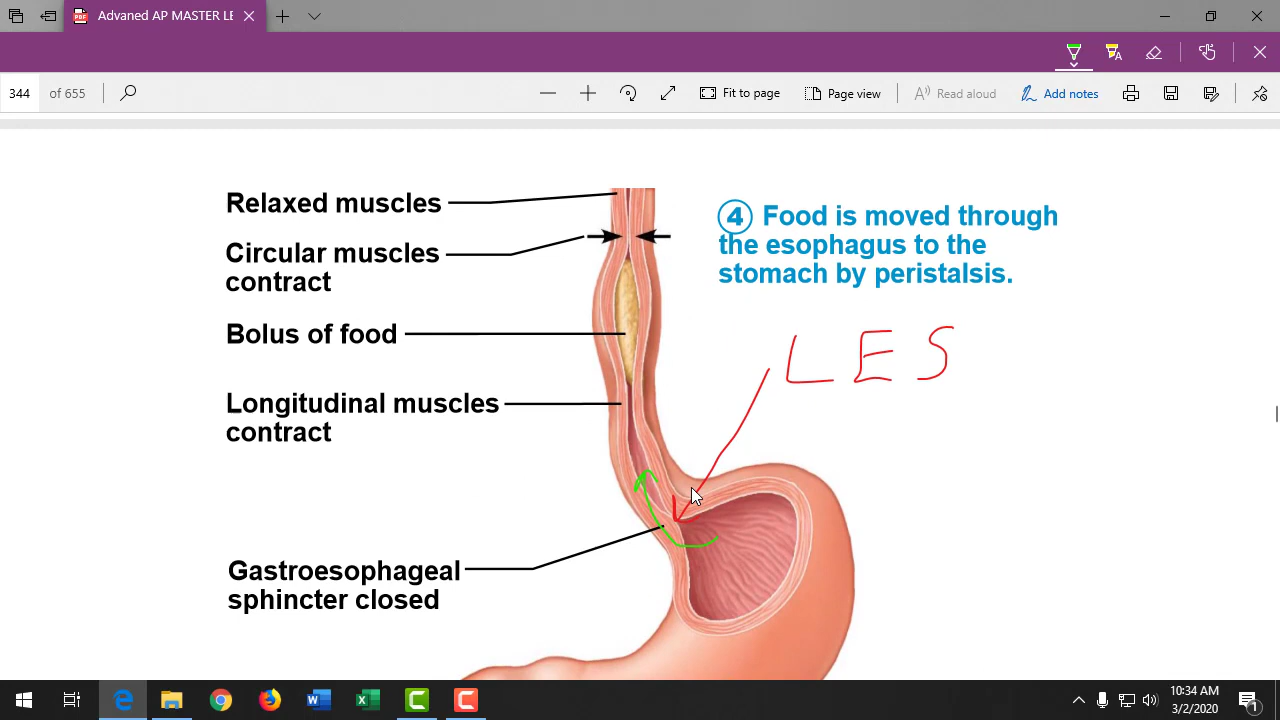 Advaned AP MASTER LE
344 of 655
Fit to page
Page view
Read aloud
Add notes
Relaxed muscles
Circular muscles
contract
Bolus of food
Longitudinal muscles
contract
Gastroesophageal
sphincter closed
4 Food is moved through
the esophagus to the
stomach by peristalsis.
LES
10:34 AM
3/2/2020